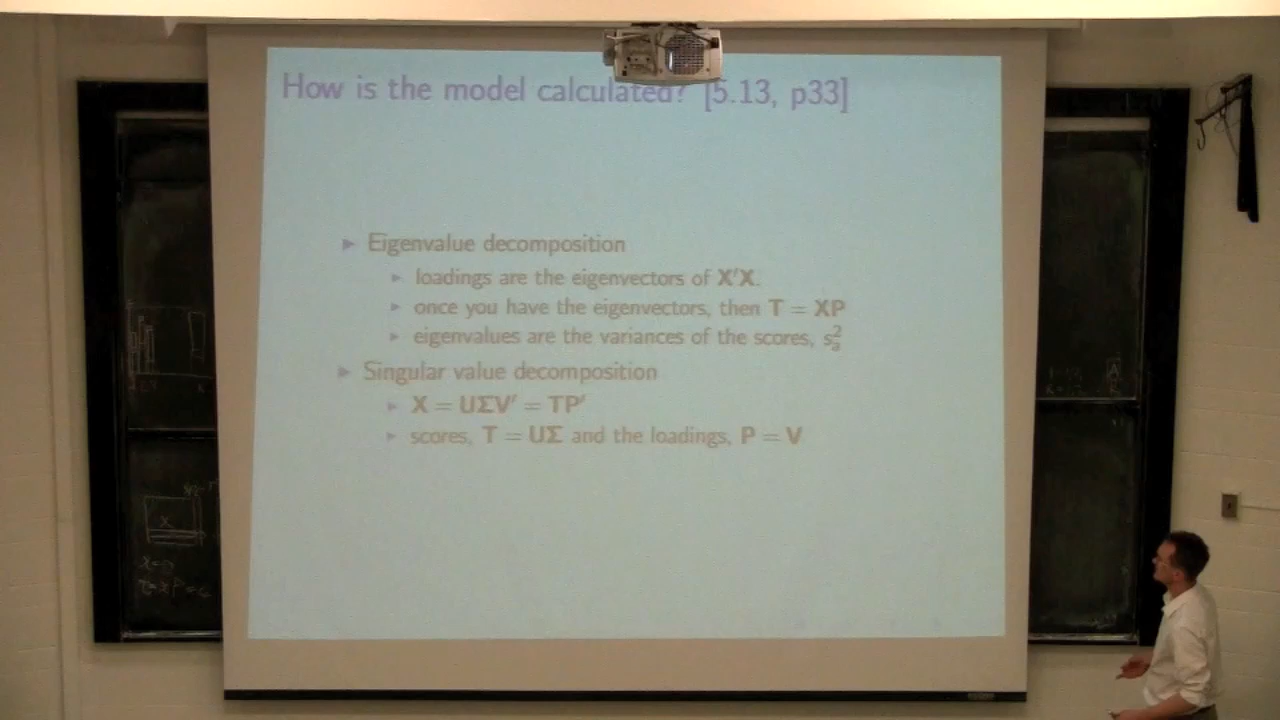 How is the model calculated? [5.13, p33]
▶ Eigenvalue decomposition
▶ loadings are the eigenvectors of X′X.
▶ once you have the eigenvectors, then T = XP
▶ eigenvalues are the variances of the scores, s²ₐ
▶ Singular value decomposition
▶ X = UΣV′ = TP′
▶ scores, T = UΣ and the loadings, P = V
X